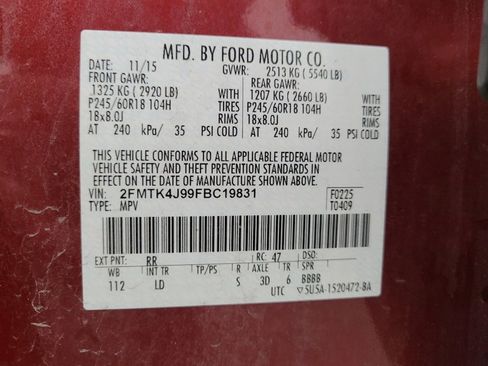 MFD. BY FORD MOTOR CO.
DATE: 11/15 GVWR: 2513 KG ( 5540 LB)
FRONT GAWR: REAR GAWR:
1325 KG ( 2920 LB) 1207 KG ( 2660 LB)
P245/60R18 104H TIRES P245/60R18 104H TIRES
18x8.0J RIMS 18x8.0J RIMS
AT 240 kPa/ 35 PSI COLD AT 240 kPa/ 35 PSI COLD
THIS VEHICLE CONFORMS TO ALL APPLICABLE FEDERAL MOTOR
VEHICLE SAFETY AND THEFT PREVENTION STANDARDS IN
EFFECT ON THE DATE OF MANUFACTURE SHOWN ABOVE.
VIN: 2FMTK4J99FBC19831 F0225
TYPE: MPV T0409
EXT PNT: RR RC: 47 DSO:
WB INT TR TP/PS R AXLE TR SPR
112 LD S 3D 6 BBBB
UTC ▽5U5A-1520472-BA